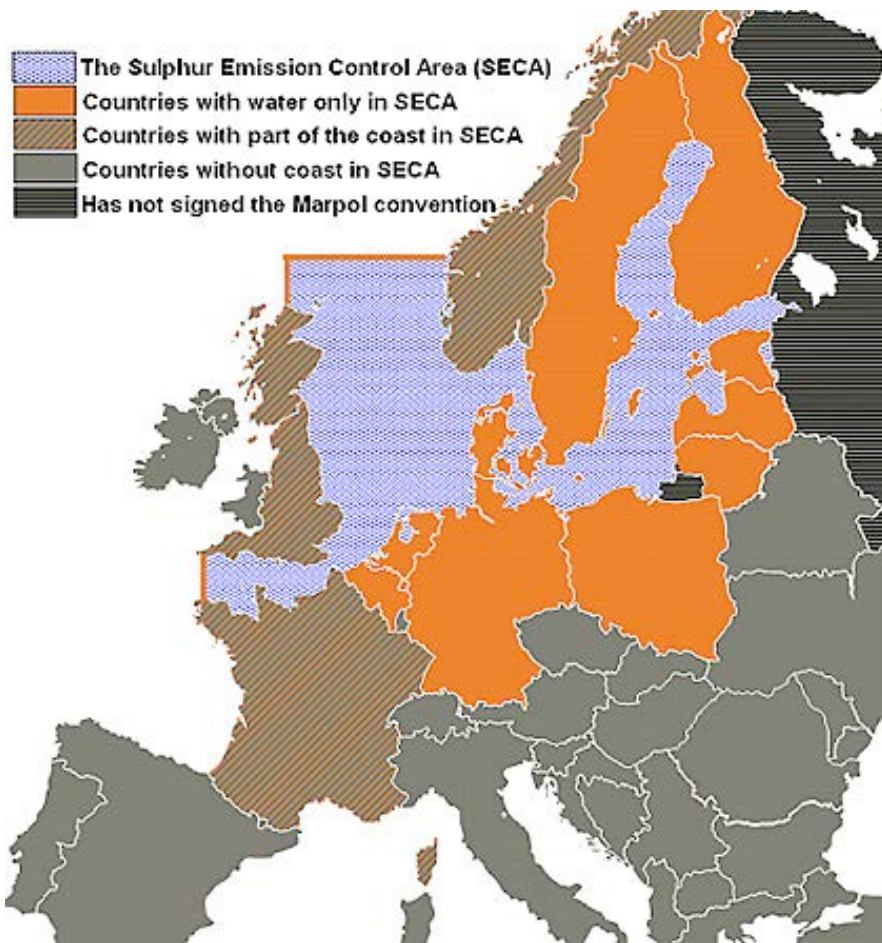 The Sulphur Emission Control Area (SECA)
Countries with water only in SECA
Countries with part of the coast in SECA
Countries without coast in SECA
Has not signed the Marpol convention